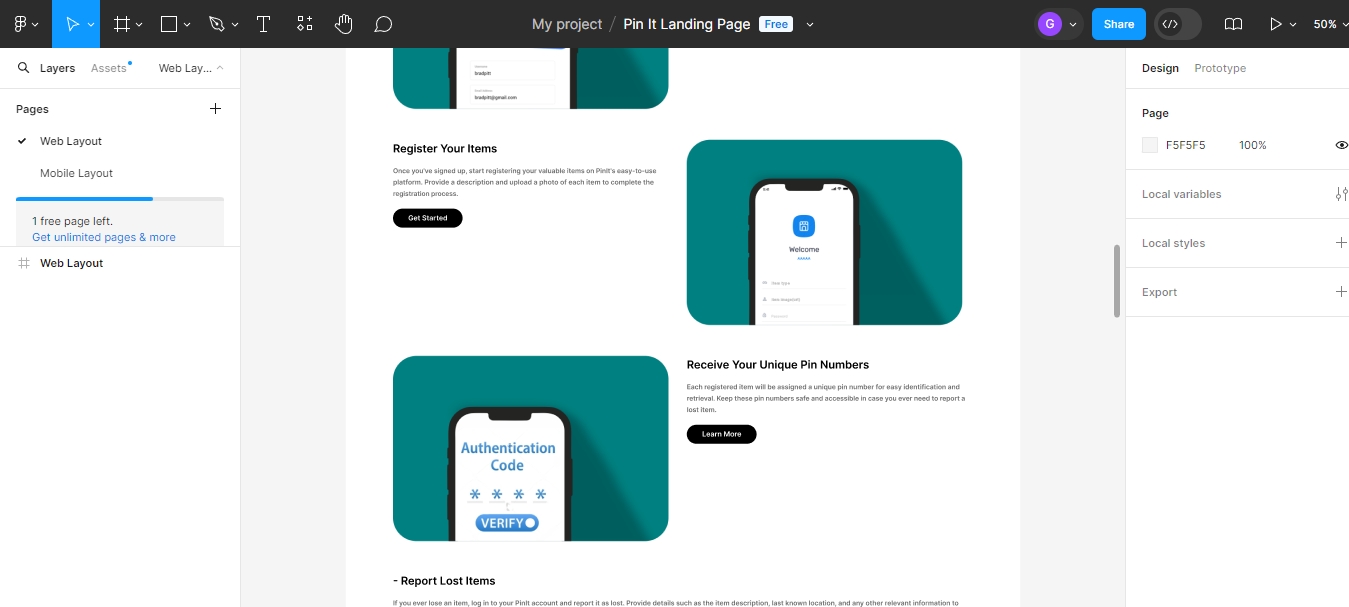 My project / Pin It Landing Page Free
G
Share
50%
Layers
Assets
Web Lay...
Pages
Web Layout
Mobile Layout
1 free page left.
Get unlimited pages & more
Web Layout
bradpitt
bradpitt@gmail.com
Register Your Items
Once you've signed up, start registering your valuable items on PinIt's easy-to-use
platform. Provide a description and upload a photo of each item to complete the
registration process.
Get Started
Welcome
Authentication
Code
* * * *
VERIFY
Receive Your Unique Pin Numbers
Each registered item will be assigned a unique pin number for easy identification and
retrieval. Keep these pin numbers safe and accessible in case you ever need to report a
lost item.
Learn More
- Report Lost Items
If you ever lose an item, log in to your PinIt account and report it as lost. Provide details such as the item description, last known location, and any other relevant information to
Design
Prototype
Page
F5F5F5 100%
Local variables
Local styles
Export